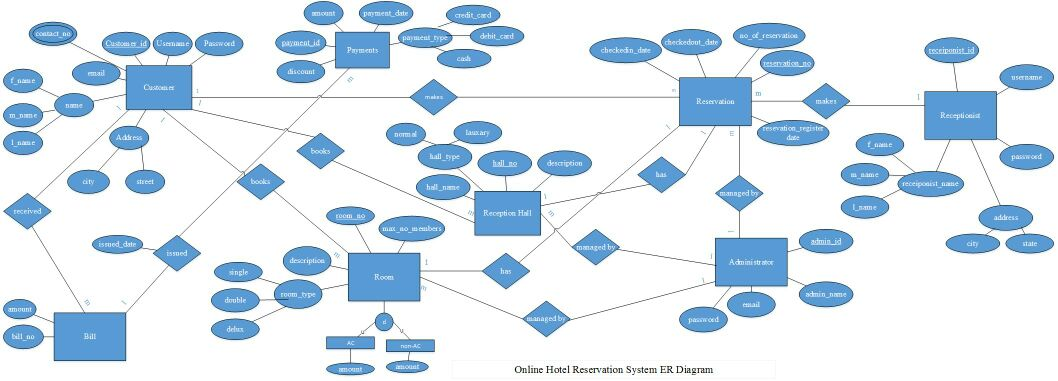 amount
payment_date
credit_card
debit_card
cash
payment_type
payment_id
Payments
discount
contact_no
Customer_id
Username
Password
email
Customer
f_name
m_name
l_name
name
Address
city
street
checkedin_date
checkedout_date
no_of_reservation
reservation_no
Reservation
resevation_register
date
makes
makes
receiponist_id
username
Receptionist
password
f_name
m_name
l_name
receiponist_name
address
city
state
normal
lauxary
hall_type
hall_no
description
hall_name
Reception Hall
books
books
has
has
managed by
managed by
managed by
received
issued_date
issued
room_no
max_no_members
description
Room
single
double
delux
room_type
d
U
U
AC
non-AC
amount
amount
amount
bill_no
Bill
admin_id
Administrator
admin_name
email
password
1
l
m
m
m
l
l
l
l
l
m
m
m
l
l
m
l
l
l
l
m
m
l
Online Hotel Reservation System ER Diagram